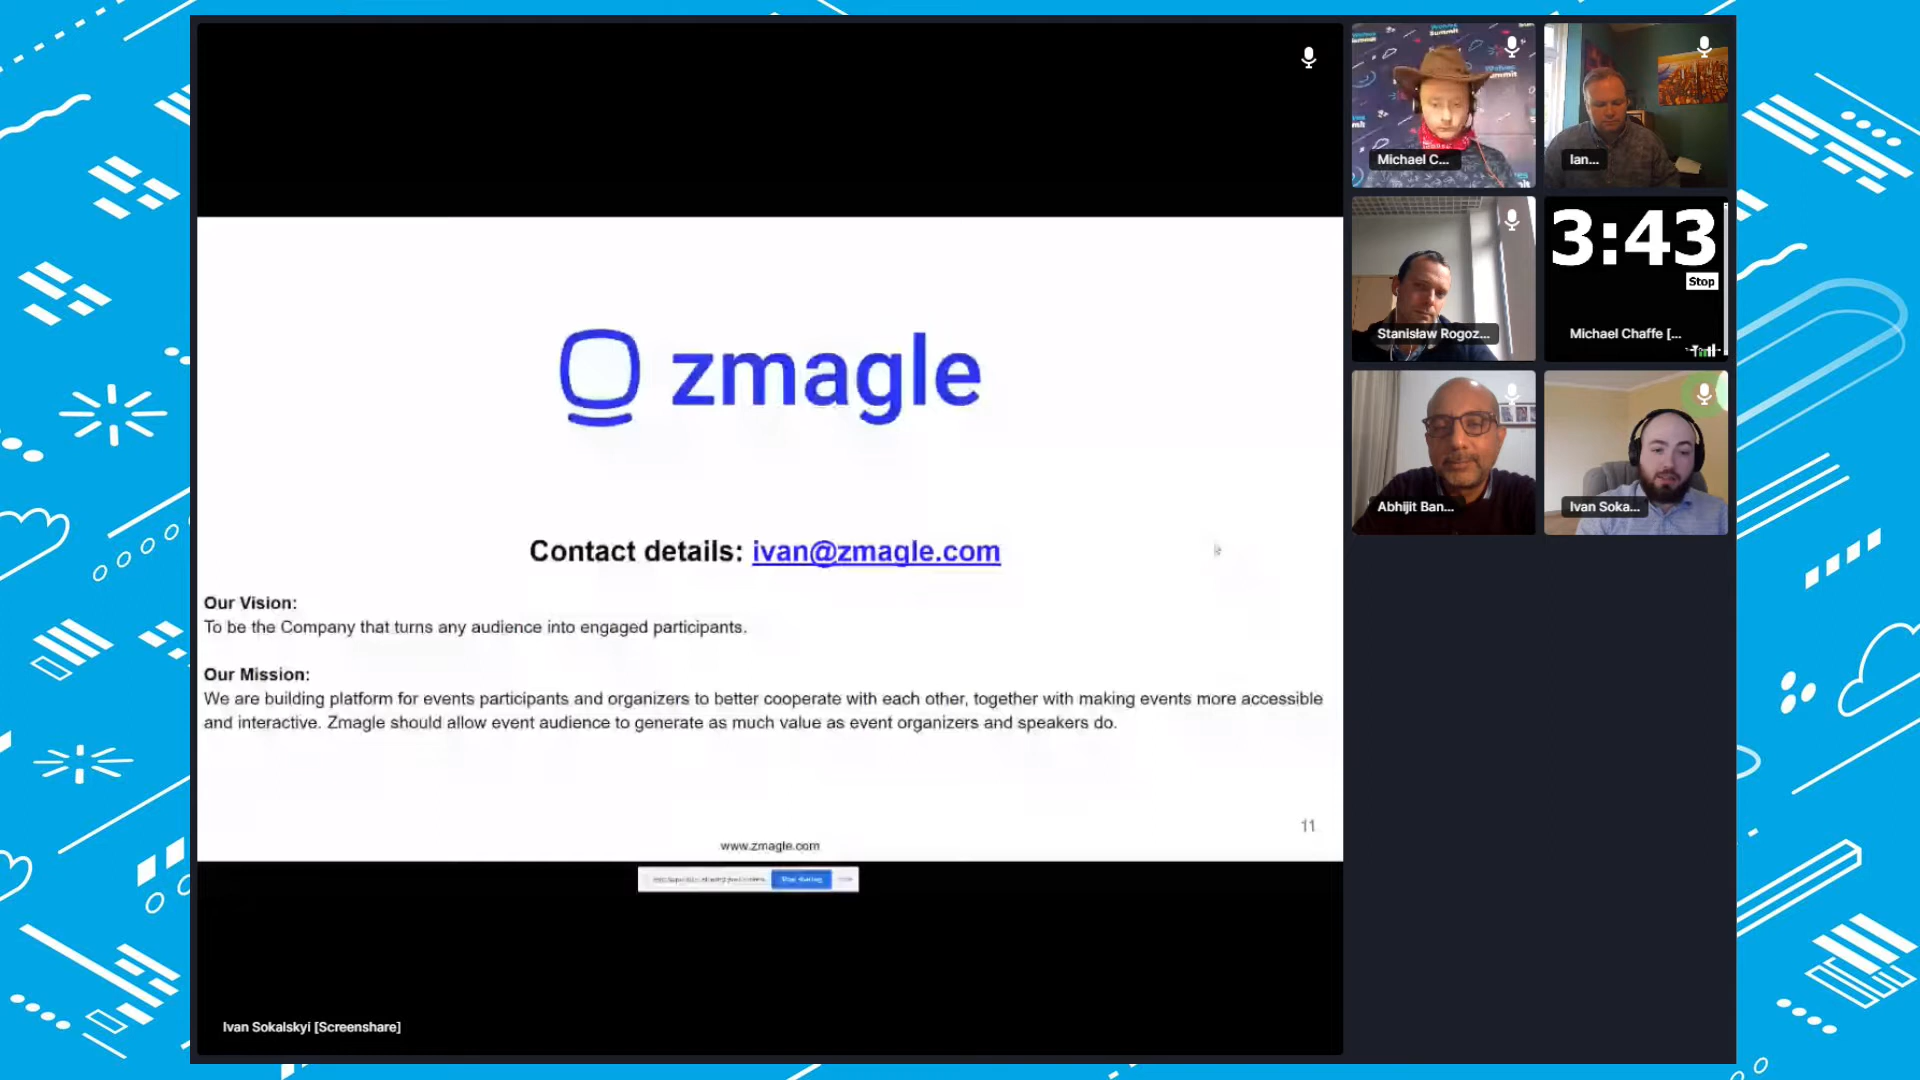 zmagle
Contact details: ivan@zmagle.com
Our Vision:
To be the Company that turns any audience into engaged participants.
Our Mission:
We are building platform for events participants and organizers to better cooperate with each other, together with making events more accessible
and interactive. Zmagle should allow event audience to generate as much value as event organizers and speakers do.
11
www.zmagle.com
Stop sharing
Ivan Sokalskyi [Screenshare]
Summit
Michael C...
Ian...
Stanisław Rogoz...
3:43
Stop
Michael Chaffe [...
Abhijit Ban...
Ivan Soka...